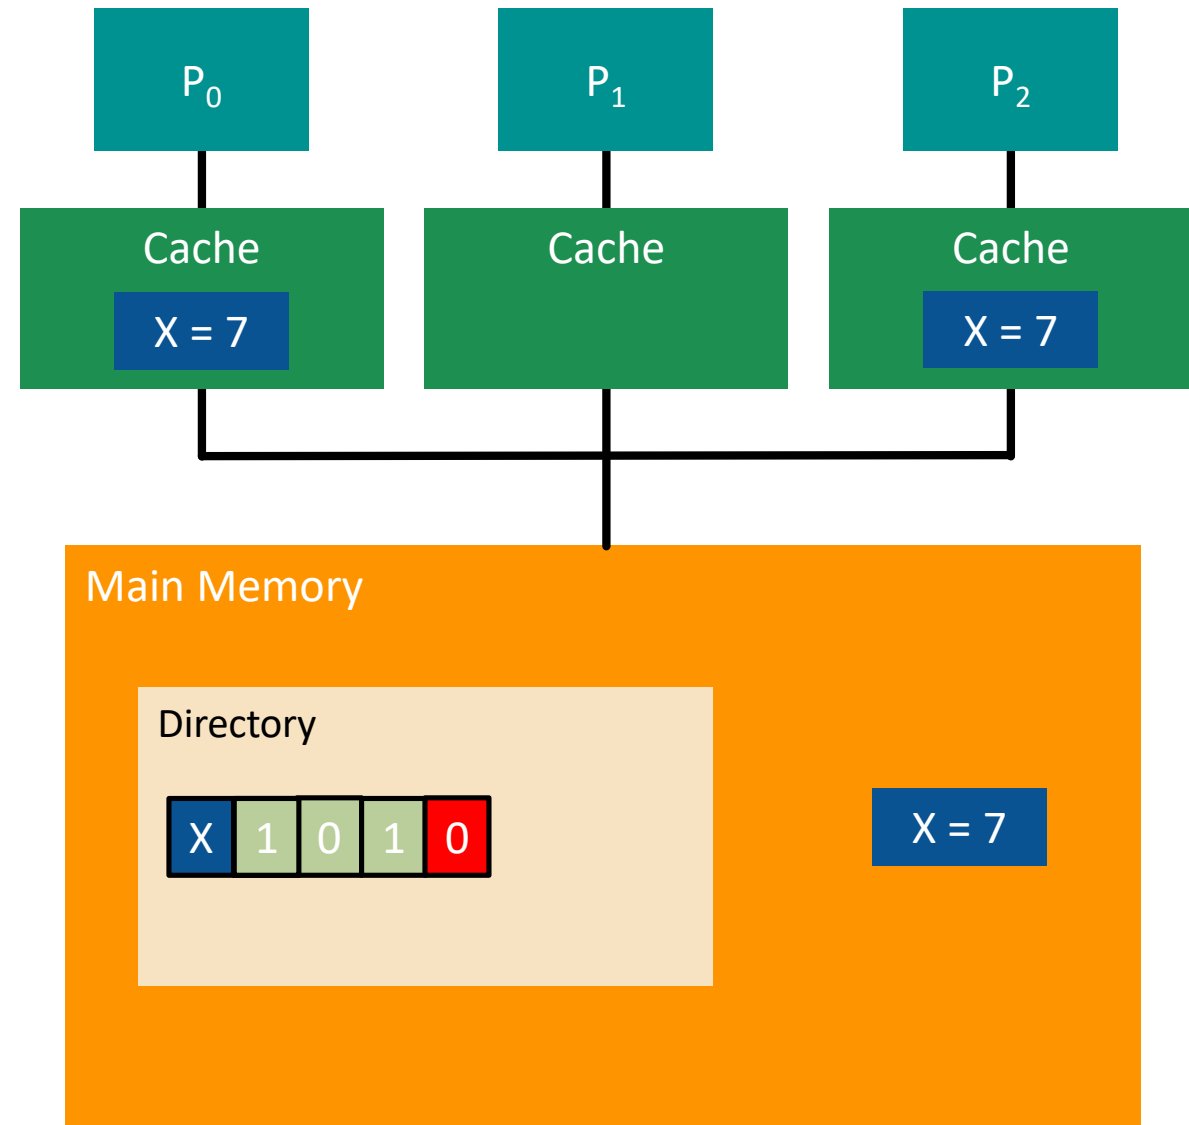 P₀ P₁ P₂
Cache Cache Cache
X = 7 X = 7
Main Memory
Directory
X 1 0 1 0
X = 7